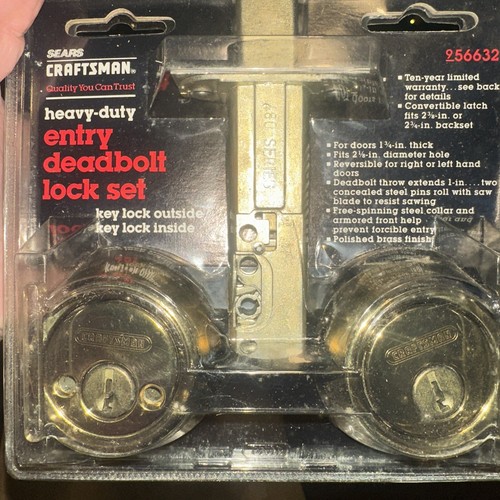 SEARS
CRAFTSMAN
Quality You Can Trust
heavy-duty
entry
deadbolt
lock set
key lock outside
key lock inside
256632
Ten-year limited
warranty...see back
for details
Convertible latch
fits 2⅜-in. or
2¾-in. backset
For doors 1¾-in. thick
Fits 2⅛-in. diameter hole
Reversible for right or left hand
doors
Deadbolt throw extends 1-in....two
concealed steel pins roll with saw
blade to resist sawing
Free-spinning steel collar and
armored front help
prevent forcible entry
Polished brass finish
CRAFTSMAN
CRAFTSMAN